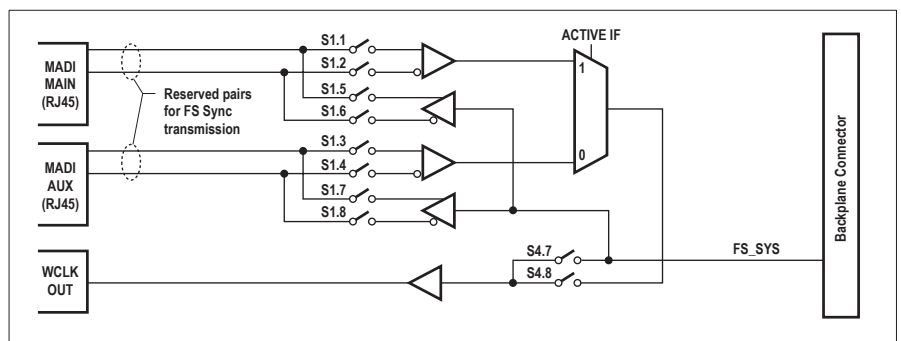 ACTIVE IF
S1.1
MADI
MAIN
(RJ45)
S1.2
1
Reserved pairs
for FS Sync
transmission
S1.5
S1.6
S1.3
MADI
AUX
(RJ45)
S1.4
0
S1.7
S1.8
Backplane Connector
WCLK
OUT
S4.7
S4.8
FS_SYS